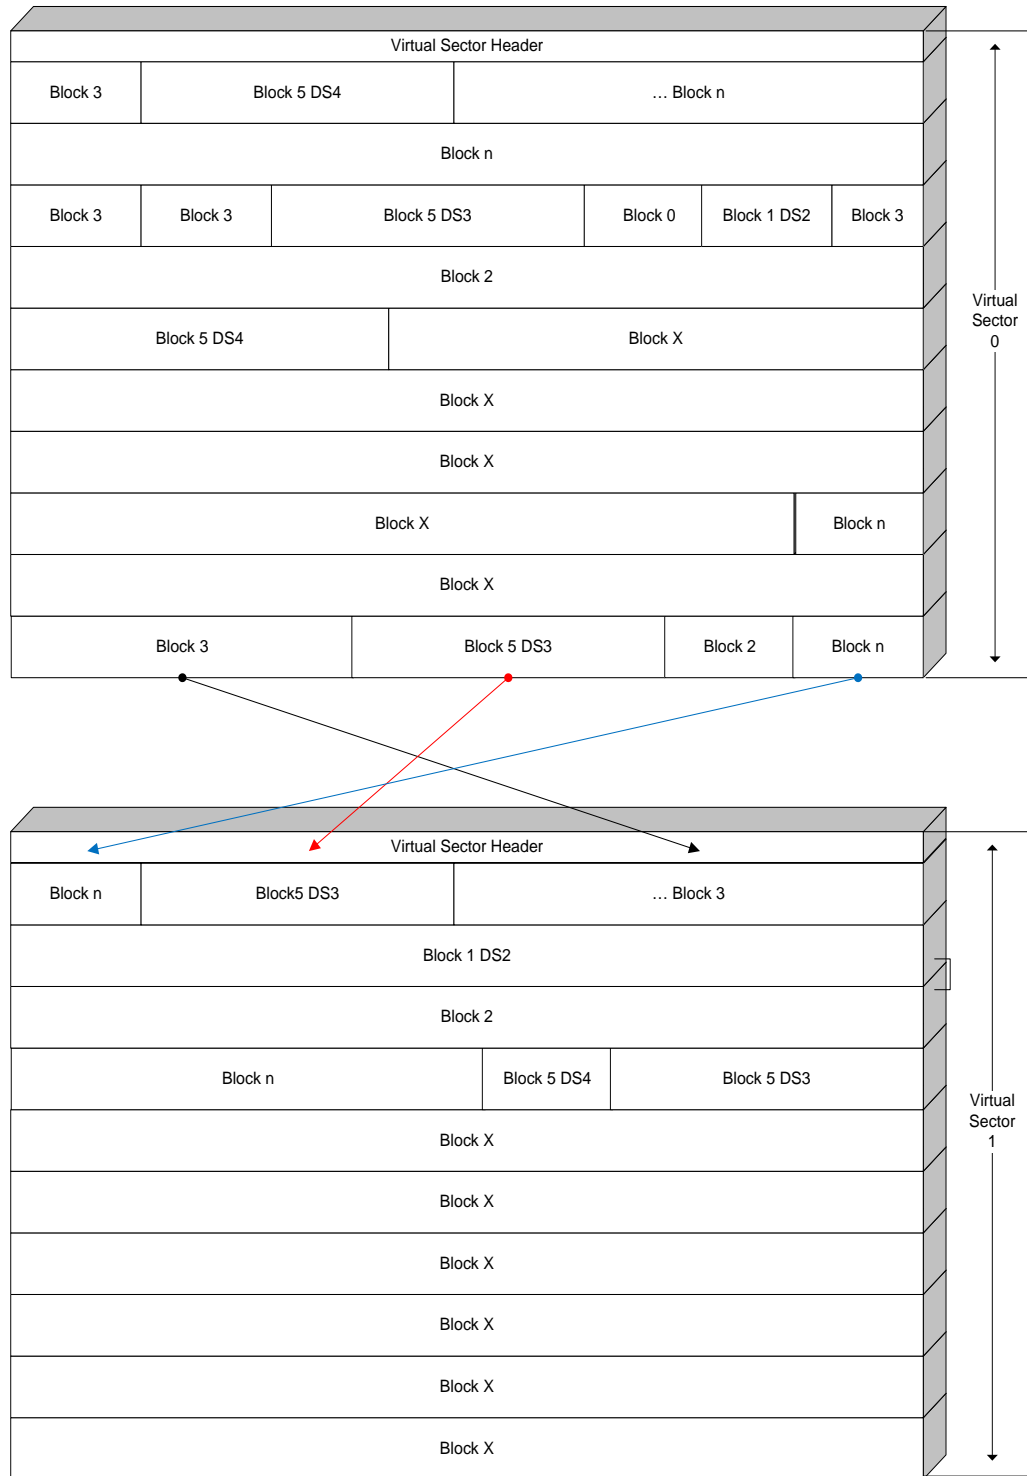 Virtual Sector Header
Block 3 Block 5 DS4 ... Block n
Block n
Block 3 Block 3 Block 5 DS3 Block 0 Block 1 DS2 Block 3
Block 2
Virtual
Sector
0
Block 5 DS4 Block X
Block X
Block X
Block X Block n
Block X
Block 3 Block 5 DS3 Block 2 Block n
Virtual Sector Header
Block n Block5 DS3 ... Block 3
Block 1 DS2
Block 2
Block n Block 5 DS4 Block 5 DS3
Virtual
Sector
1
Block X
Block X
Block X
Block X
Block X
Block X